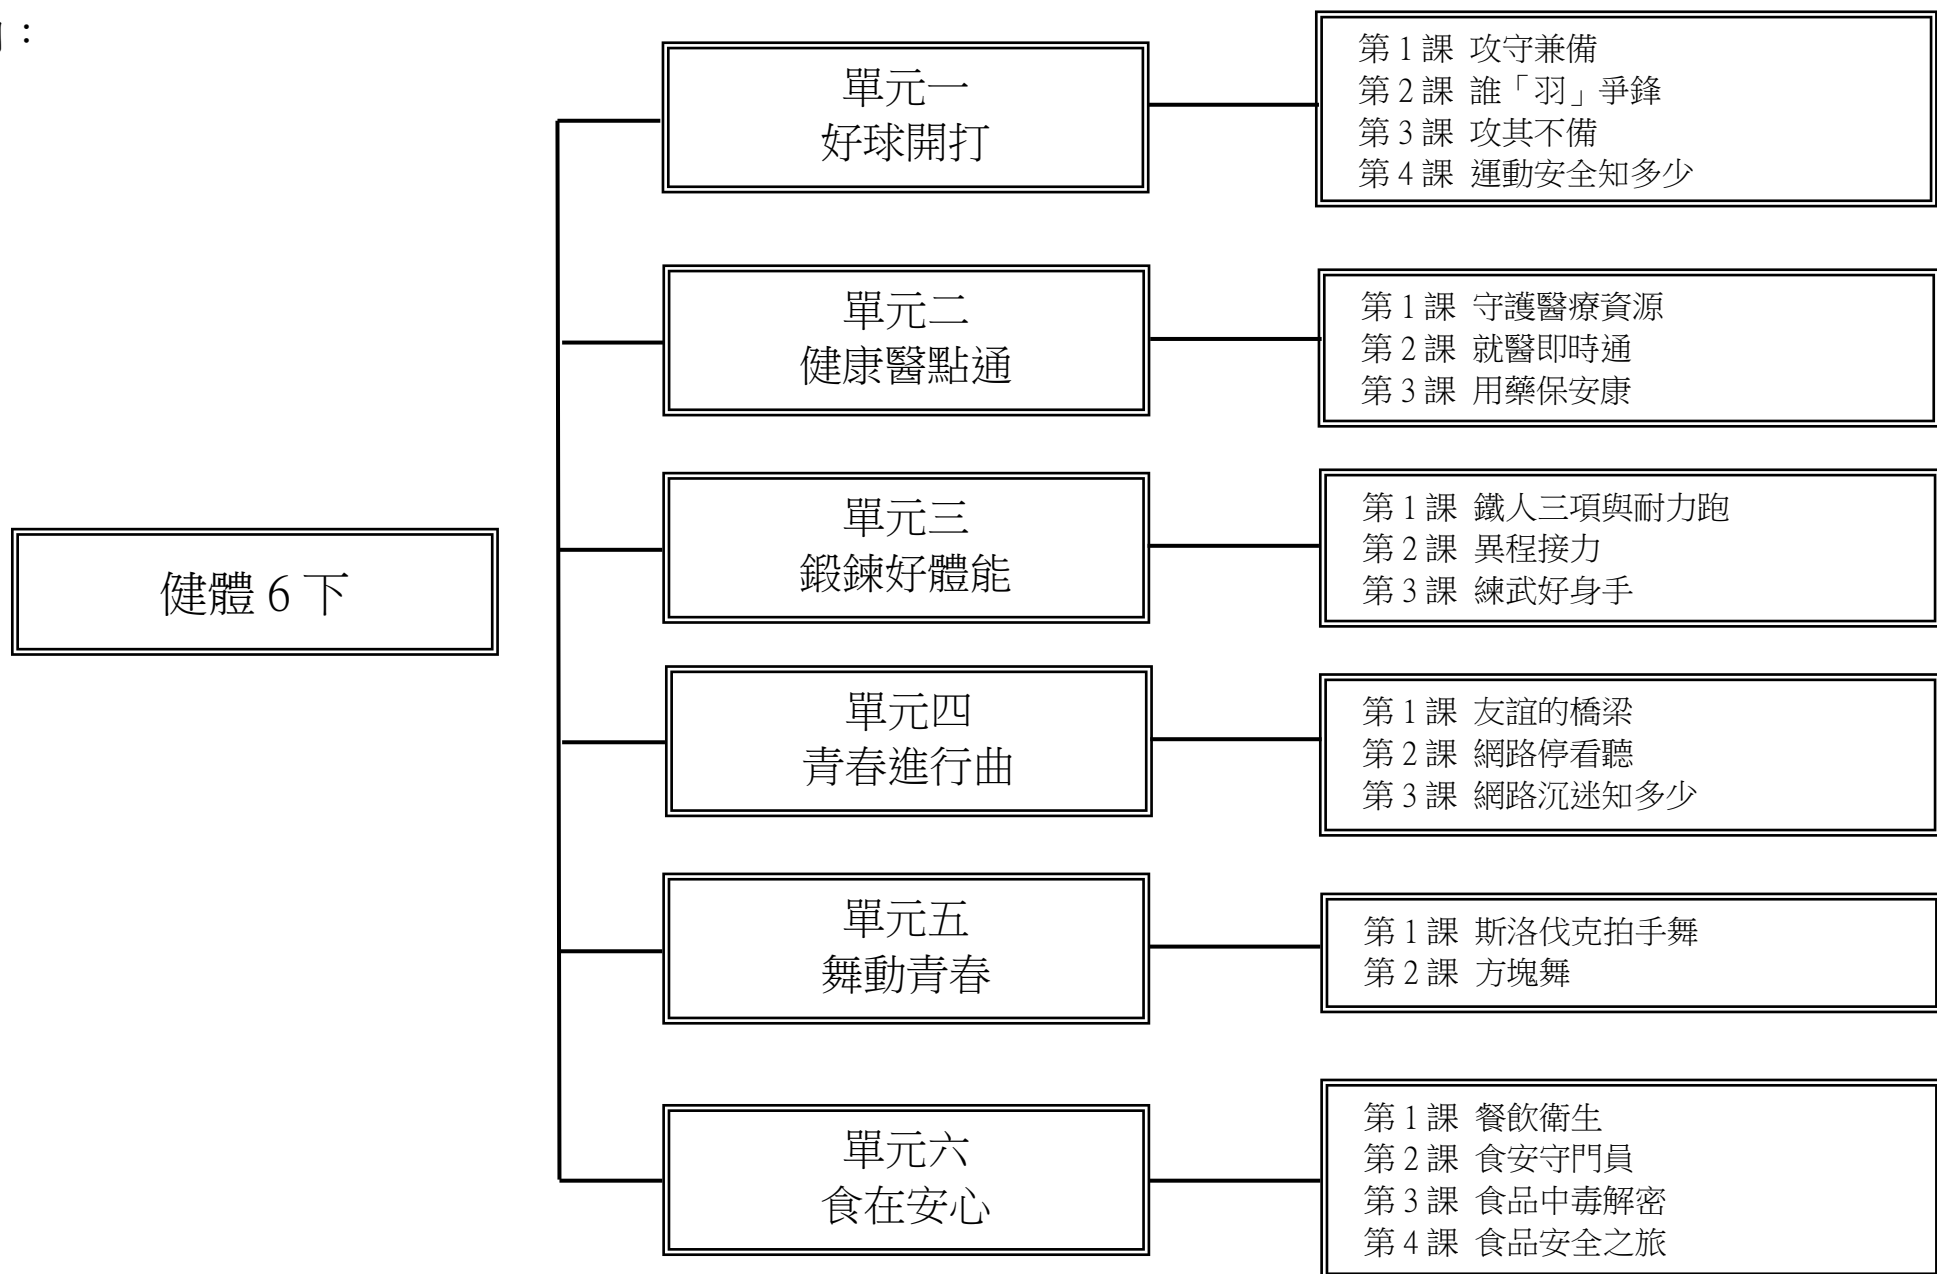 ：
健體 6 下
單元一
好球開打
第 1 課 攻守兼備
第 2 課 誰「羽」爭鋒
第 3 課 攻其不備
第 4 課 運動安全知多少
單元二
健康醫點通
第 1 課 守護醫療資源
第 2 課 就醫即時通
第 3 課 用藥保安康
單元三
鍛鍊好體能
第 1 課 鐵人三項與耐力跑
第 2 課 異程接力
第 3 課 練武好身手
單元四
青春進行曲
第 1 課 友誼的橋梁
第 2 課 網路停看聽
第 3 課 網路沉迷知多少
單元五
舞動青春
第 1 課 斯洛伐克拍手舞
第 2 課 方塊舞
單元六
食在安心
第 1 課 餐飲衛生
第 2 課 食安守門員
第 3 課 食品中毒解密
第 4 課 食品安全之旅